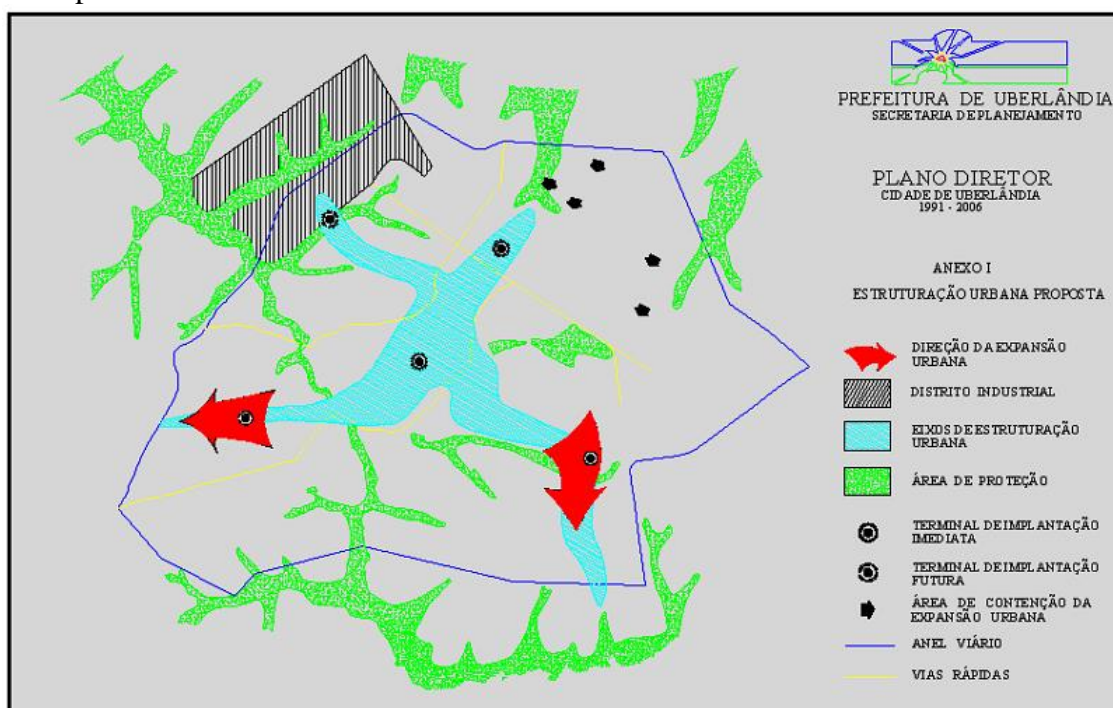 PREFEITURA DE UBERLÂNDIA
SECRETARIA DE PLANEJAMENTO
PLANO DIRETOR
CIDADE DE UBERLÂNDIA
1991 - 2006
ANEXO I
ESTRUTURAÇÃO URBANA PROPOSTA
DIREÇÃO DA EXPANSÃO
URBANA
DISTRITO INDUSTRIAL
EIXOS DE ESTRUTURAÇÃO
URBANA
ÁREA DE PROTEÇÃO
TERMINAL DE IMPLANTAÇÃO
IMEDIATA
TERMINAL DE IMPLANTAÇÃO
FUTURA
ÁREA DE CONTENÇÃO DA
EXPANSÃO URBANA
ANEL VIÁRIO
VIAS RÁPIDAS